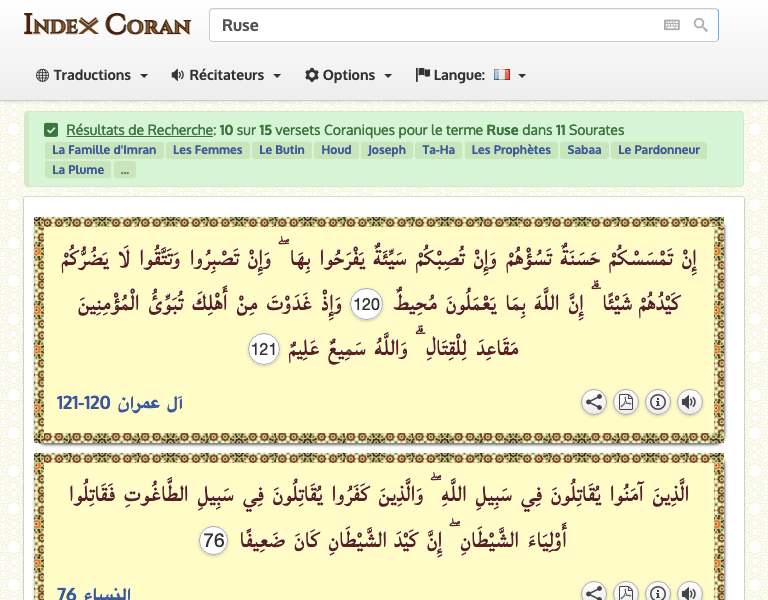 INDEX CORAN
Ruse
Traductions Récitateurs Options Langue:
Résultats de Recherche: 10 sur 15 versets Coraniques pour le terme Ruse dans 11 Sourates
La Famille d'Imran Les Femmes Le Butin Houd Joseph Ta-Ha Les Prophètes Sabaa Le Pardonneur
La Plume ...
إِنْ تَمْسَسْكُمْ حَسَنَةٌ تَسُؤْهُمْ وَإِنْ تُصِبْكُمْ سَيِّئَةٌ يَفْرَحُوا بِهَا ۖ وَإِنْ تَصْبِرُوا وَتَتَّقُوا لَا يَضُرُّكُمْ
كَيْدُهُمْ شَيْئًا ۗ إِنَّ اللَّهَ بِمَا يَعْمَلُونَ مُحِيطٌ 120 وَإِذْ غَدَوْتَ مِنْ أَهْلِكَ تُبَوِّئُ الْمُؤْمِنِينَ
مَقَاعِدَ لِلْقِتَالِ ۗ وَاللَّهُ سَمِيعٌ عَلِيمٌ 121
آل عمران 120-121
الَّذِينَ آمَنُوا يُقَاتِلُونَ فِي سَبِيلِ اللَّهِ ۖ وَالَّذِينَ كَفَرُوا يُقَاتِلُونَ فِي سَبِيلِ الطَّاغُوتِ فَقَاتِلُوا
أَوْلِيَاءَ الشَّيْطَانِ ۖ إِنَّ كَيْدَ الشَّيْطَانِ كَانَ ضَعِيفًا 76
النساء 76